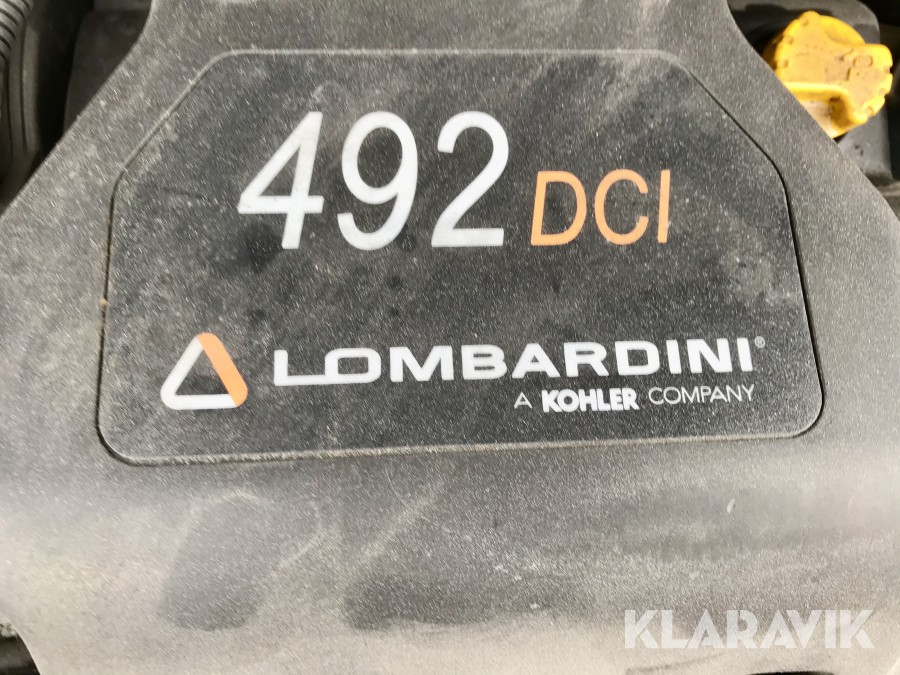 492 DCI
LOMBARDINI®
A KOHLER COMPANY
KLARAVIK